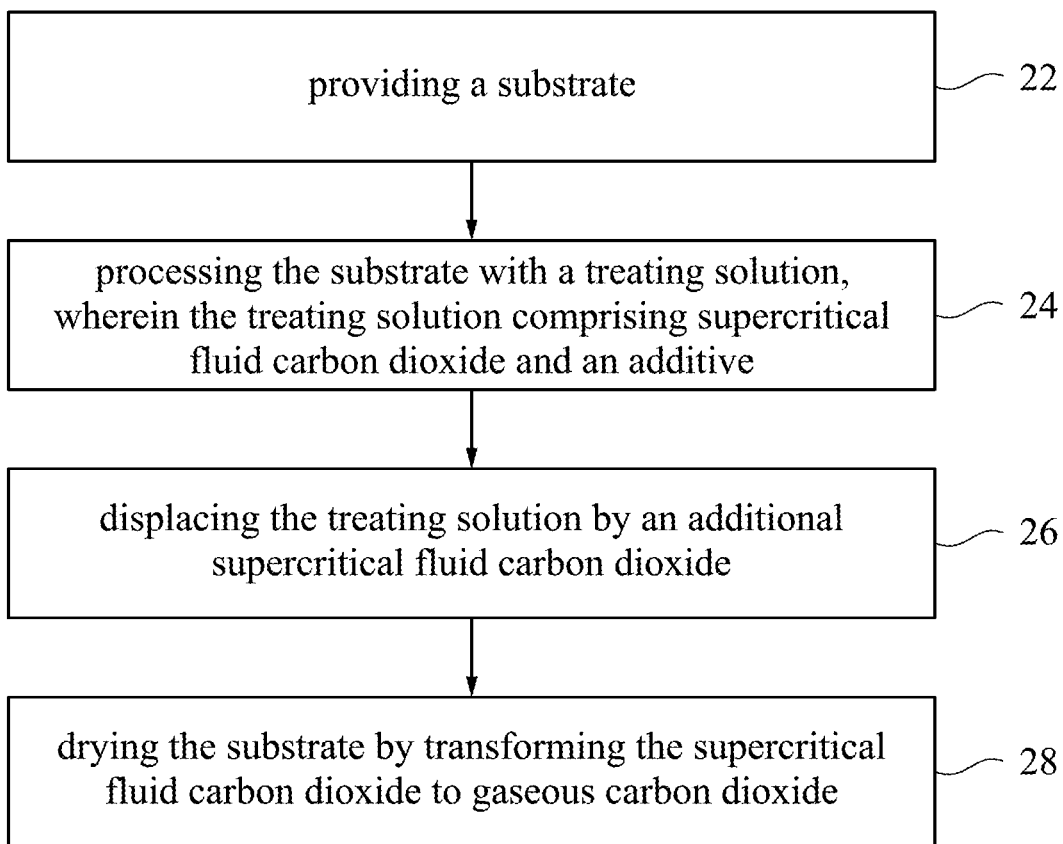 providing a substrate
22
processing the substrate with a treating solution,
wherein the treating solution comprising supercritical
fluid carbon dioxide and an additive
24
displacing the treating solution by an additional
supercritical fluid carbon dioxide
26
drying the substrate by transforming the supercritical
fluid carbon dioxide to gaseous carbon dioxide
28